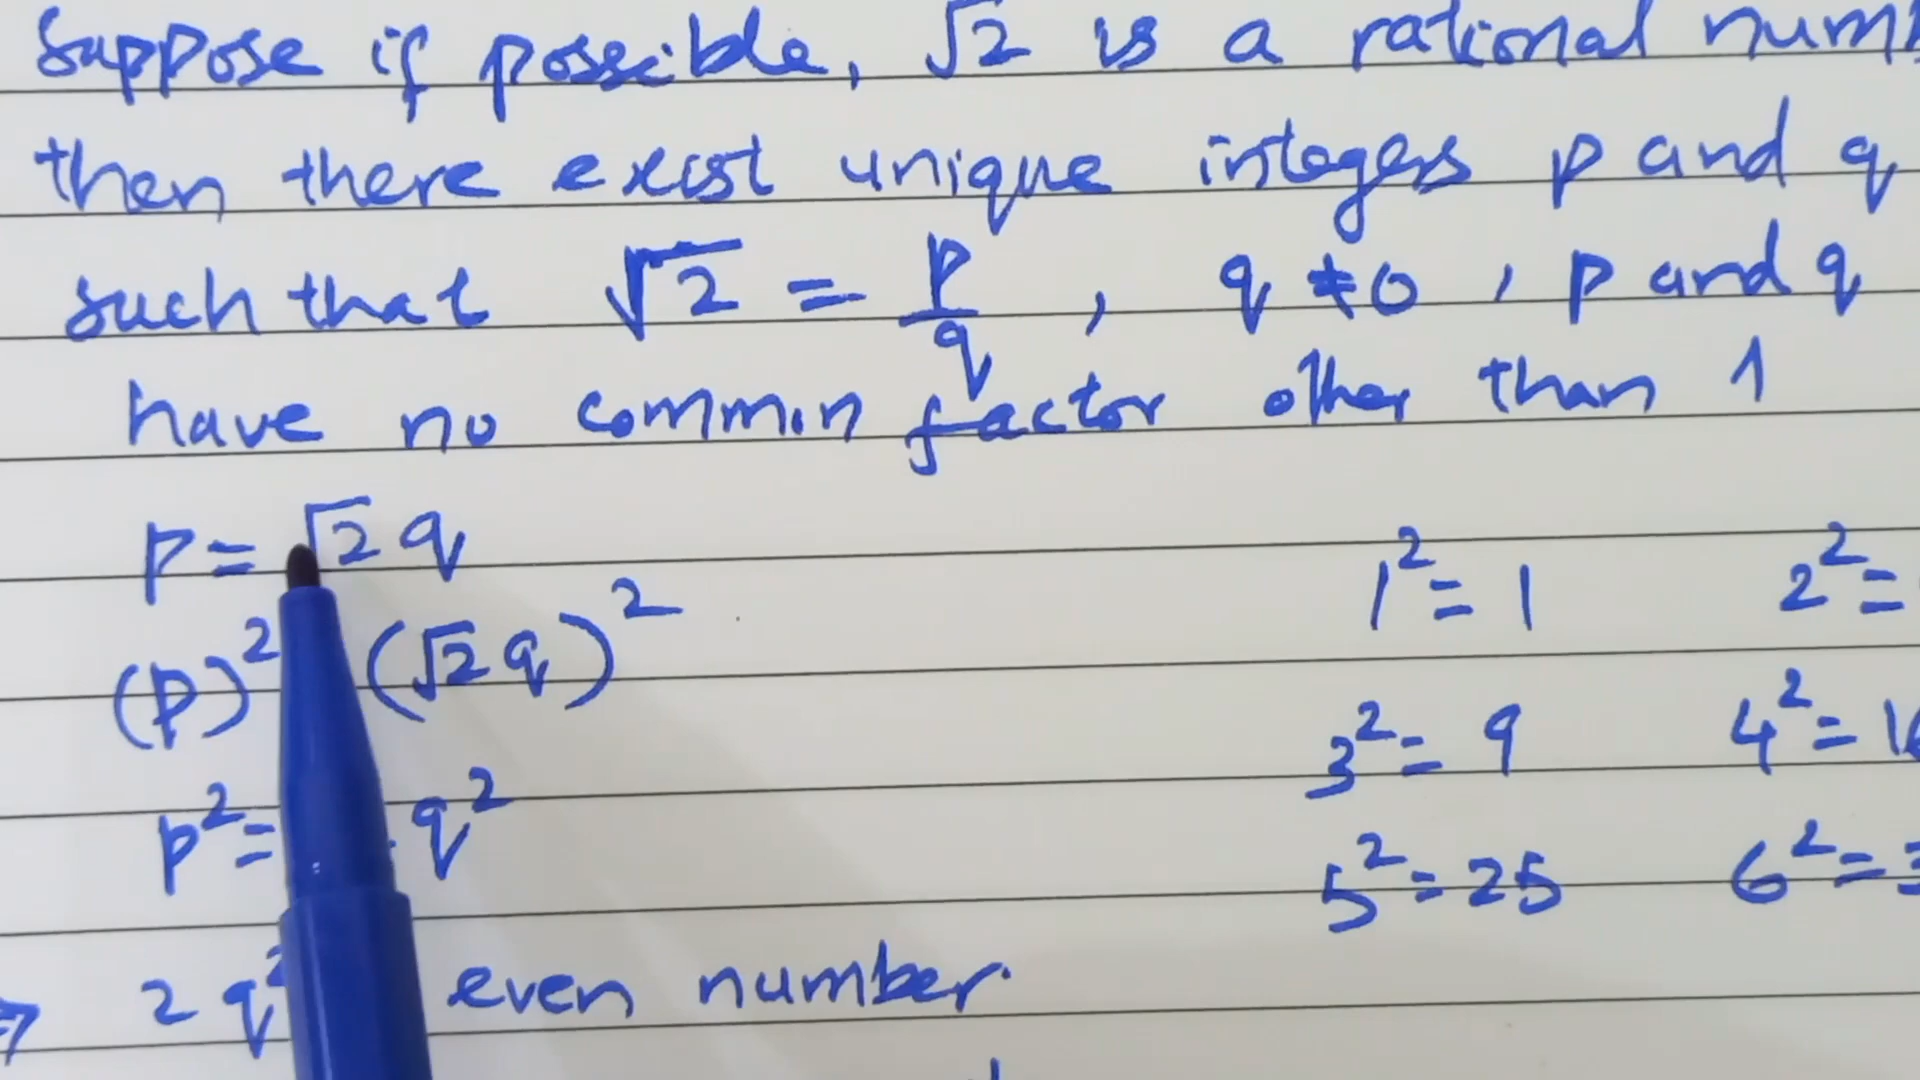 Suppose if possible, √2 is a rational
then there exist unique integers p and q
such that √2 = p/q , q ≠ 0 , p and q
have no common factor other than 1
p = √2 q
(p)² (√2 q)²
p² = q²
2 q² even number.
1² = 1 2² =
3² = 9 4² =
5² = 25 6² =